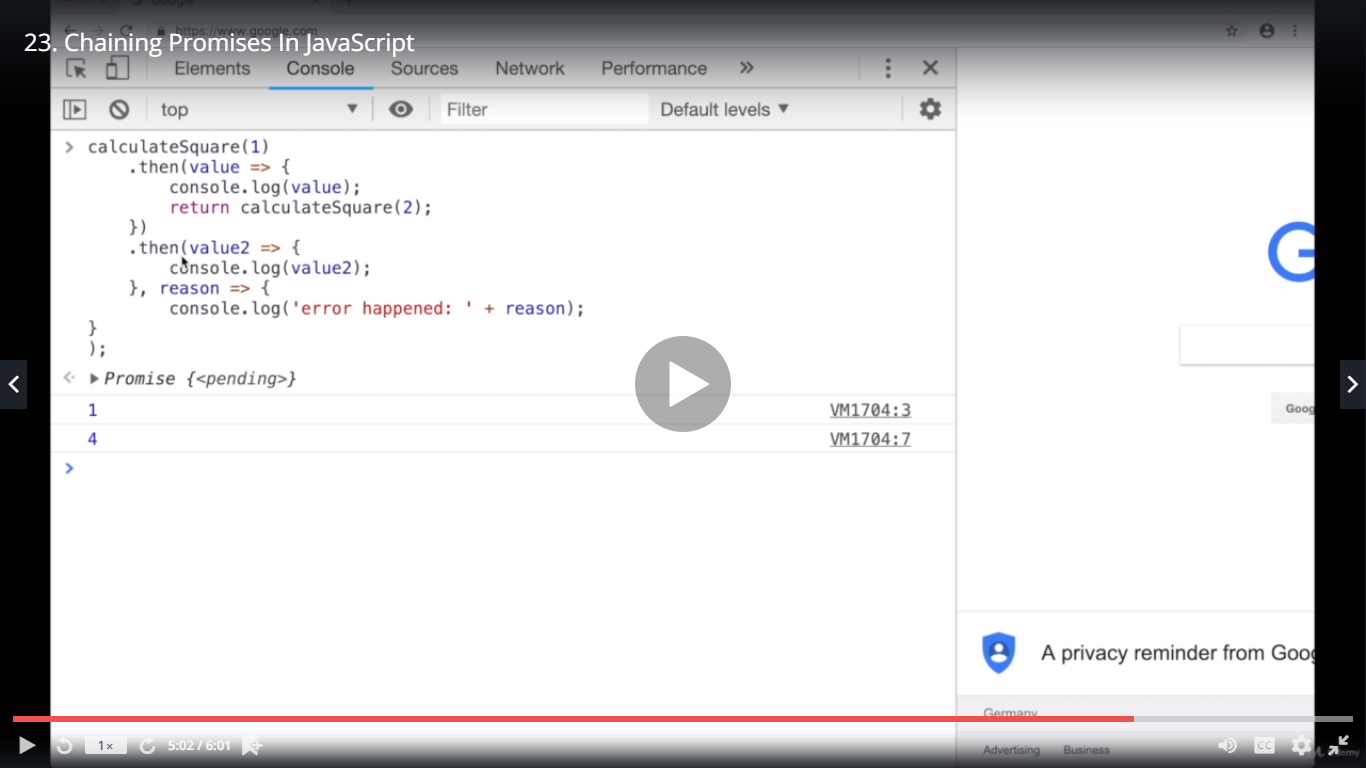 Google
https://www.google.com
23. Chaining Promises In JavaScript
Elements Console Sources Network Performance »
top ▼ Filter Default levels ▼
> calculateSquare(1)
.then(value => {
console.log(value);
return calculateSquare(2);
})
.then(value2 => {
console.log(value2);
}, reason => {
console.log('error happened: ' + reason);
}
);
Promise {<pending>}
1 VM1704:3
4 VM1704:7
>
G
Goog
A privacy reminder from Goog
Germany
Advertising Business
1× 5:02 / 6:01 CC